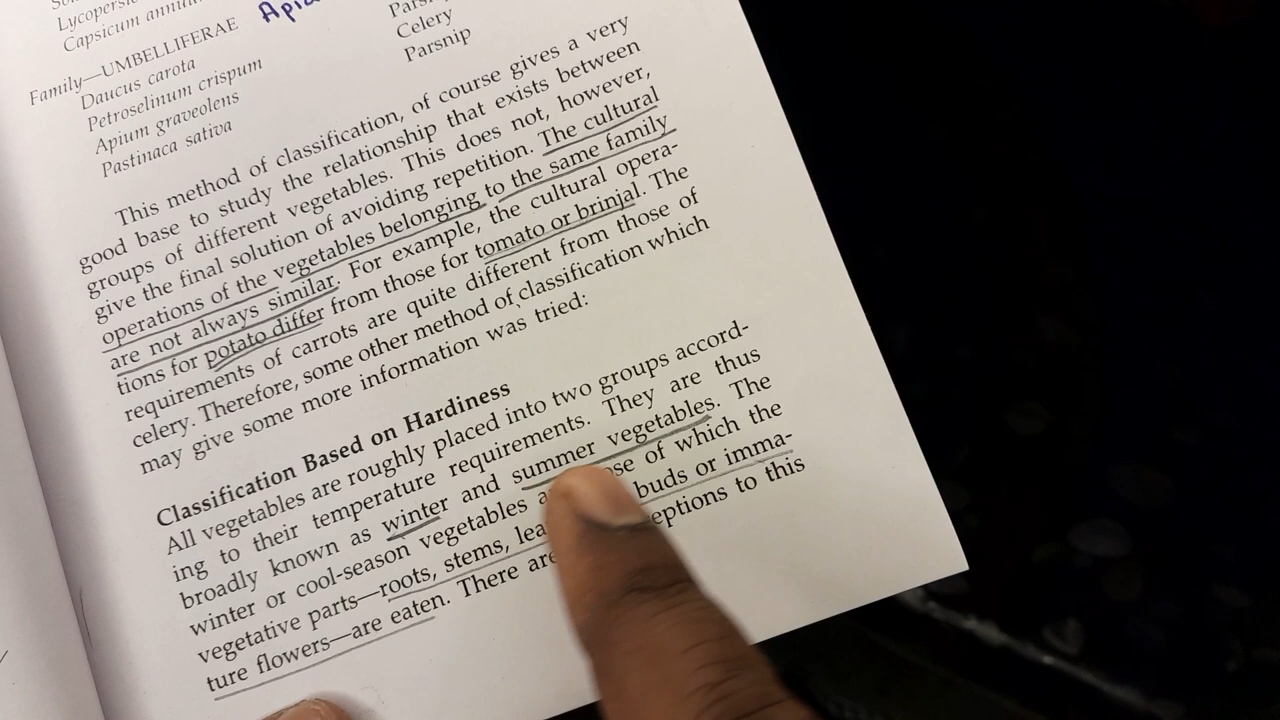 Capsicum annuum
Family—UMBELLIFERAE
Daucus carota
Petroselinum crispum
Apium graveolens Celery
Pastinaca sativa Parsnip
This method of classification, of course gives a very
good base to study the relationship that exists between
groups of different vegetables. This does not, however,
give the final solution of avoiding repetition. The cultural
operations of the vegetables belonging to the same family
are not always similar. For example, the cultural opera-
tions for potato differ from those for tomato or brinjal. The
requirements of carrots are quite different from those of
celery. Therefore, some other method of classification which
may give some more information was tried:
Classification Based on Hardiness
All vegetables are roughly placed into two groups accord-
ing to their temperature requirements. They are thus
broadly known as winter and summer vegetables. The
winter or cool-season vegetables of which the
vegetative parts—roots, stems, buds or imma-
ture flowers—are eaten. There are to this